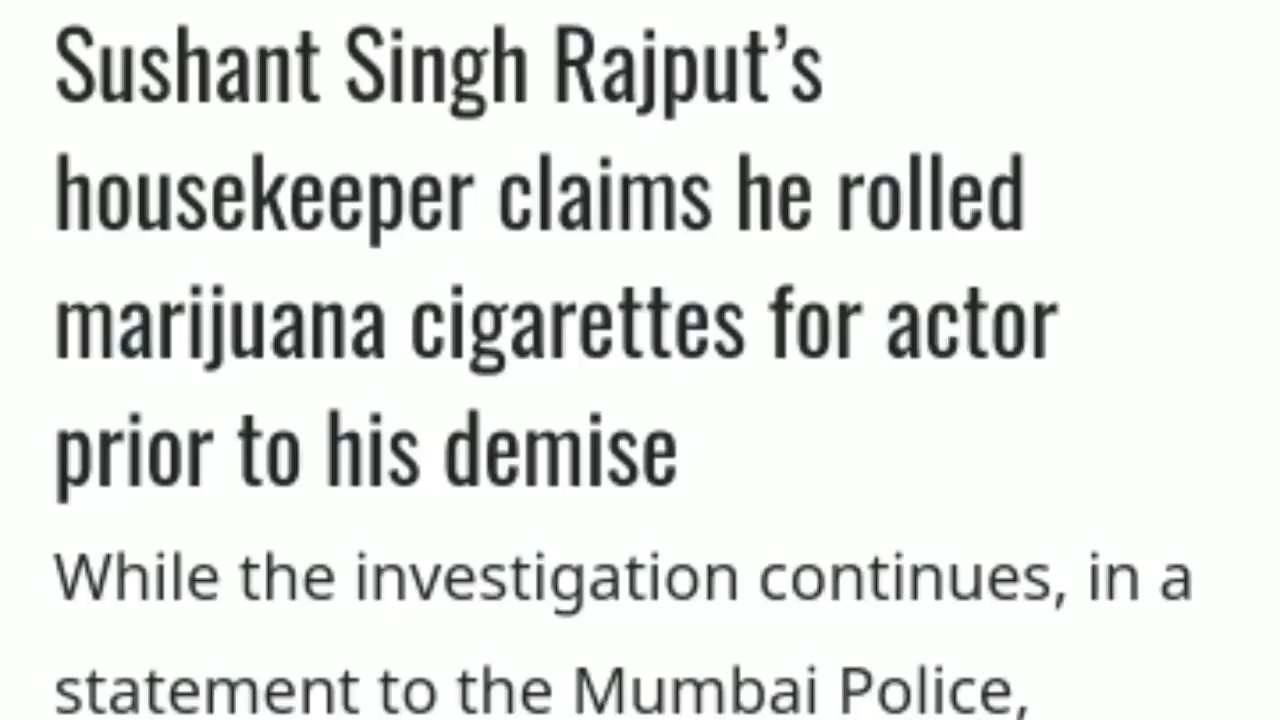 Sushant Singh Rajput’s
housekeeper claims he rolled
marijuana cigarettes for actor
prior to his demise
While the investigation continues, in a
statement to the Mumbai Police,